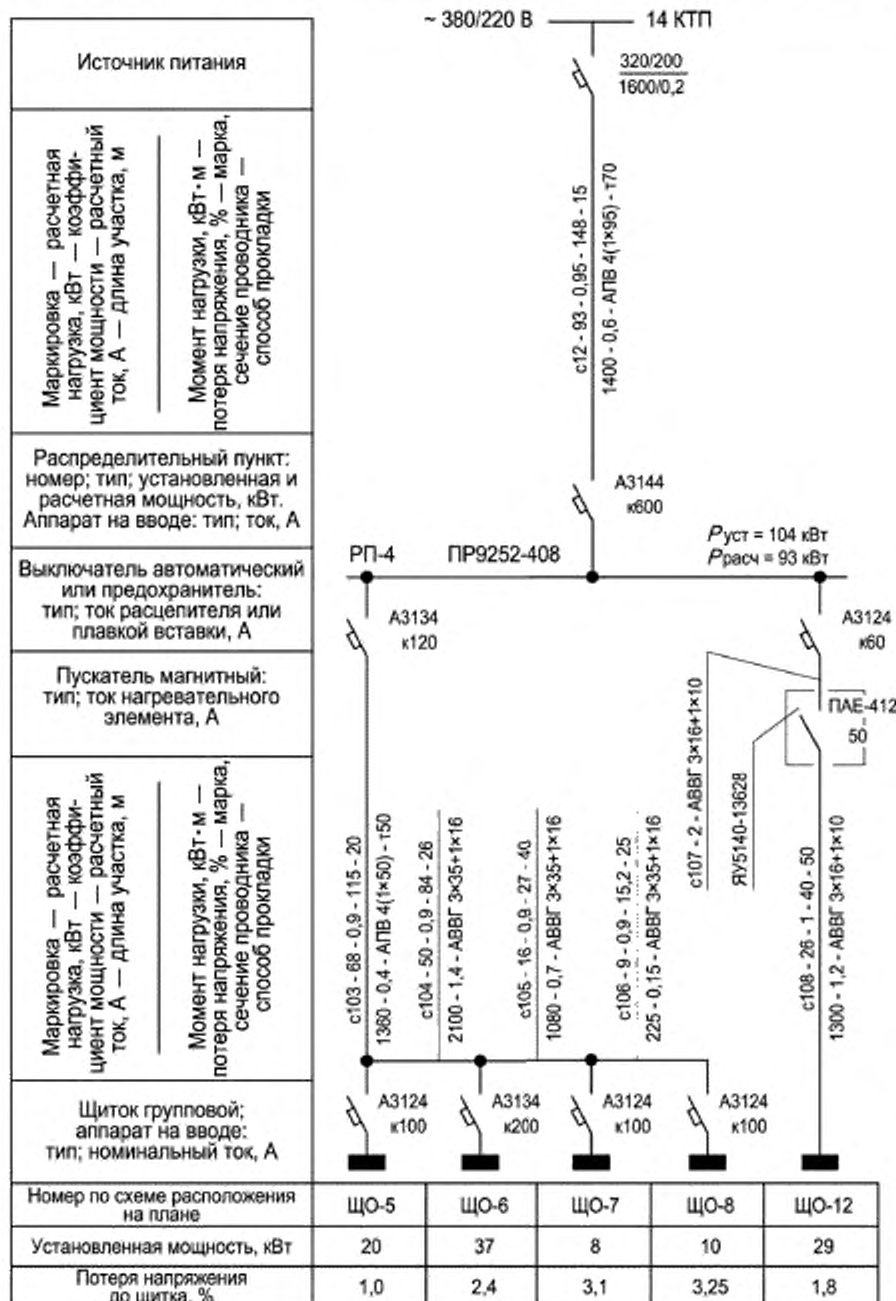 ~ 380/220 В
14 КТП
Источник питания
320/200
1600/0,2
Маркировка — расчетная
нагрузка, кВт — коэффи-
циент мощности — расчетный
ток, А — длина участка, м
Момент нагрузки, кВт·м —
потеря напряжения, % — марка,
сечение проводника —
способ прокладки
с12 - 93 - 0,95 - 148 - 15
1400 - 0,6 - АПВ 4(1×95) - т70
Распределительный пункт:
номер; тип; установленная и
расчетная мощность, кВт.
Аппарат на вводе: тип; ток, А
А3144
к600
РП-4
ПР9252-408
Pуст = 104 кВт
Pрасч = 93 кВт
Выключатель автоматический
или предохранитель:
тип; ток расцепителя или
плавкой вставки, А
А3134
к120
А3124
к60
Пускатель магнитный:
тип; ток нагревательного
элемента, А
ПАЕ-412
50
с107 - 2 - АВВГ 3×16+1×10
ЯУ5140-13628
Маркировка — расчетная
нагрузка, кВт — коэффи-
циент мощности — расчетный
ток, А — длина участка, м
Момент нагрузки, кВт·м —
потеря напряжения, % — марка,
сечение проводника —
способ прокладки
с103 - 68 - 0,9 - 115 - 20
1360 - 0,4 - АПВ 4(1×50) - т50
с104 - 50 - 0,9 - 84 - 26
2100 - 1,4 - АВВГ 3×35+1×16
с105 - 16 - 0,9 - 27 - 40
1080 - 0,7 - АВВГ 3×35+1×16
с106 - 9 - 0,9 - 15,2 - 25
225 - 0,15 - АВВГ 3×35+1×16
с108 - 26 - 1 - 40 - 50
1300 - 1,2 - АВВГ 3×16+1×10
Щиток групповой;
аппарат на вводе:
тип; номинальный ток, А
А3124
к100
А3134
к200
А3124
к100
А3124
к100
Номер по схеме расположения
на плане
ЩО-5
ЩО-6
ЩО-7
ЩО-8
ЩО-12
Установленная мощность, кВт
20
37
8
10
29
Потеря напряжения
до щитка, %
1,0
2,4
3,1
3,25
1,8